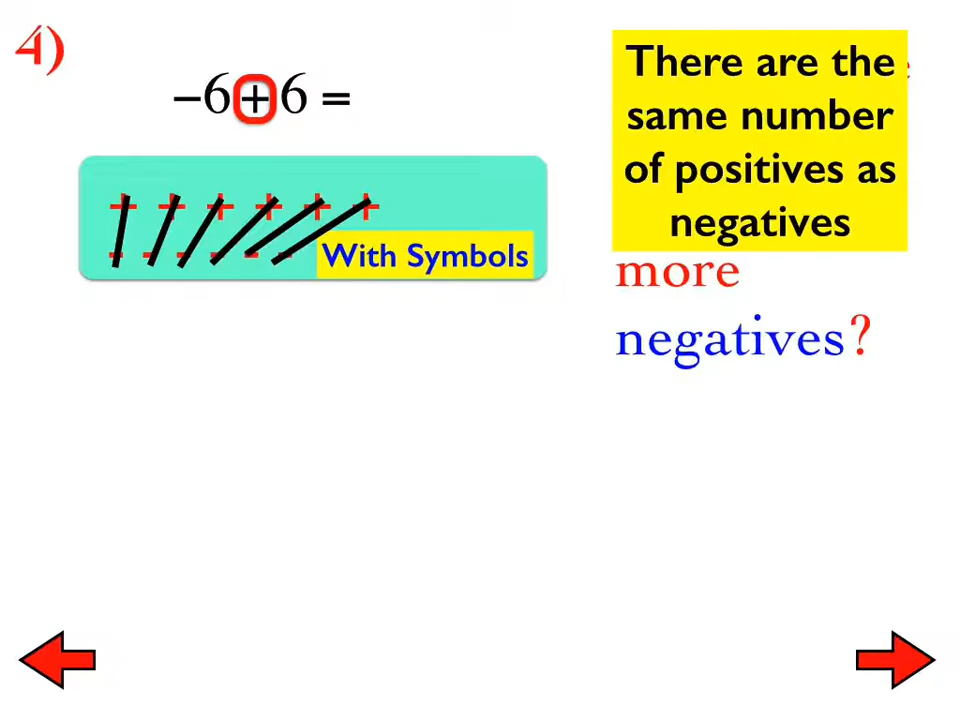 4)
−6+6 =
+ + + + + +
- - - - - -
With Symbols
There are the
same number
of positives as
negatives
more
negatives?